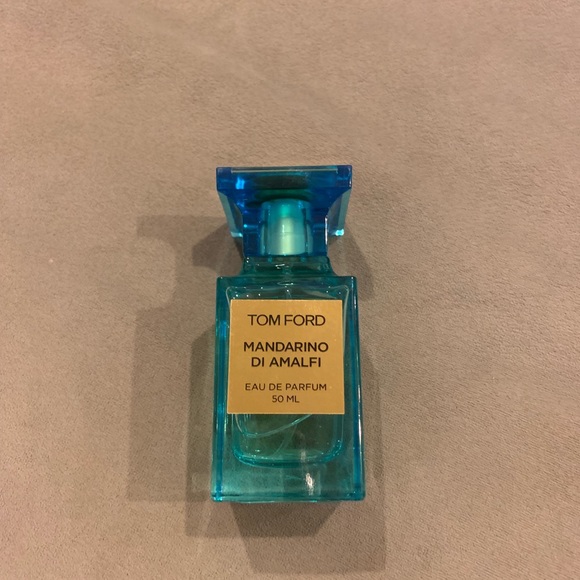 TOM FORD
MANDARINO
DI AMALFI
EAU DE PARFUM
50 ML